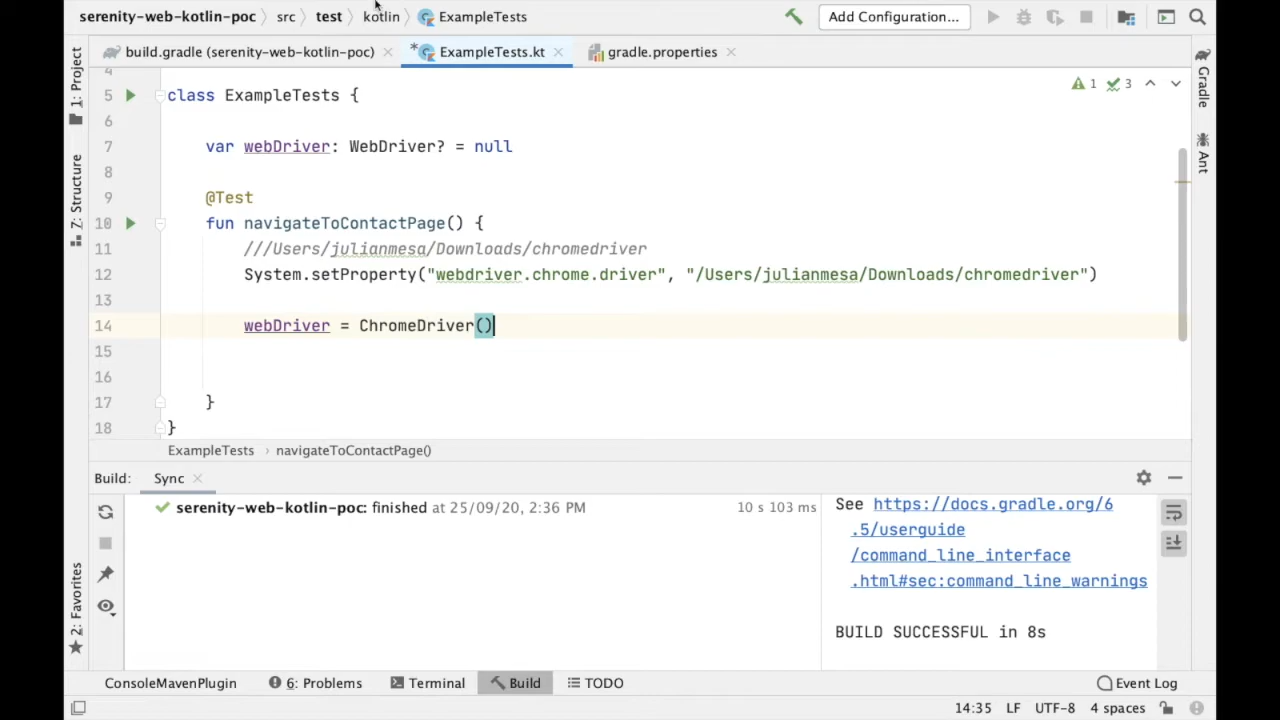 serenity-web-kotlin-poc src test kotlin ExampleTests Add Configuration...
build.gradle (serenity-web-kotlin-poc) ExampleTests.kt gradle.properties
1: Project
7: Structure
2: Favorites
Gradle
Ant
1 3
4
5 class ExampleTests {
6
7 var webDriver: WebDriver? = null
8
9 @Test
10 fun navigateToContactPage() {
11 ///Users/julianmesa/Downloads/chromedriver
12 System.setProperty("webdriver.chrome.driver", "/Users/julianmesa/Downloads/chromedriver")
13
14 webDriver = ChromeDriver()
15
16
17 }
18 }
ExampleTests navigateToContactPage()
Build: Sync
serenity-web-kotlin-poc: finished at 25/09/20, 2:36 PM 10 s 103 ms
See https://docs.gradle.org/6
.5/userguide
/command_line_interface
.html#sec:command_line_warnings
BUILD SUCCESSFUL in 8s
ConsoleMavenPlugin 6: Problems Terminal Build TODO Event Log
14:35 LF UTF-8 4 spaces